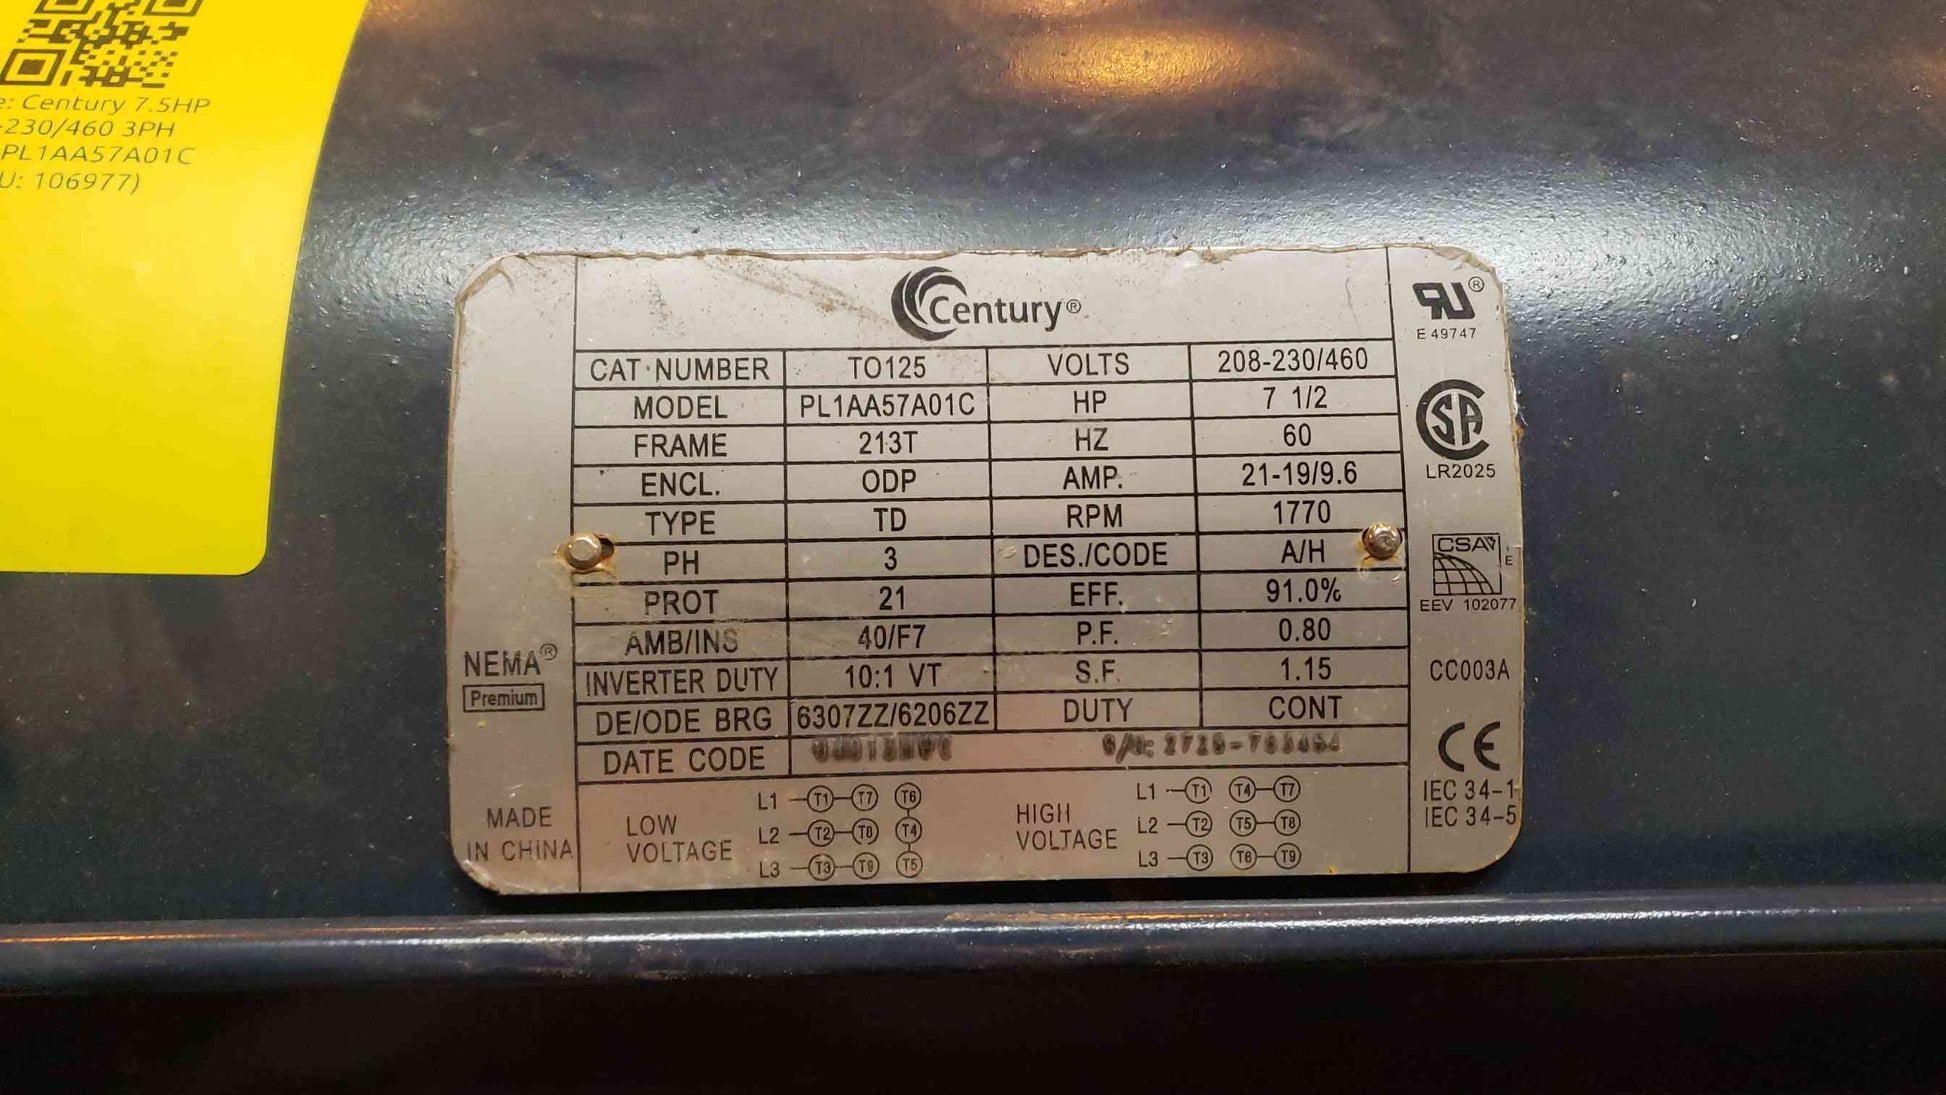 : Century 7.5HP
-230/460 3PH
PL1AA57A01C
U: 106977)
Century®
CAT NUMBER TO125 VOLTS 208-230/460
MODEL PL1AA57A01C HP 7 1/2
FRAME 213T HZ 60
ENCL. ODP AMP. 21-19/9.6
TYPE TD RPM 1770
PH 3 DES./CODE A/H
PROT 21 EFF. 91.0%
AMB/INS 40/F7 P.F. 0.80
INVERTER DUTY 10:1 VT S.F. 1.15
DE/ODE BRG 6307ZZ/6206ZZ DUTY CONT
DATE CODE S/N:
NEMA®
Premium
MADE
IN CHINA
LOW
VOLTAGE
L1 T1 T7 T6
L2 T2 T8 T4
L3 T3 T9 T5
HIGH
VOLTAGE
L1 T1 T4 T7
L2 T2 T5 T8
L3 T3 T6 T9
RU®
E 49747
SA
LR2025
CSA
E
EEV 102077
CC003A
CE
IEC 34-1
IEC 34-5